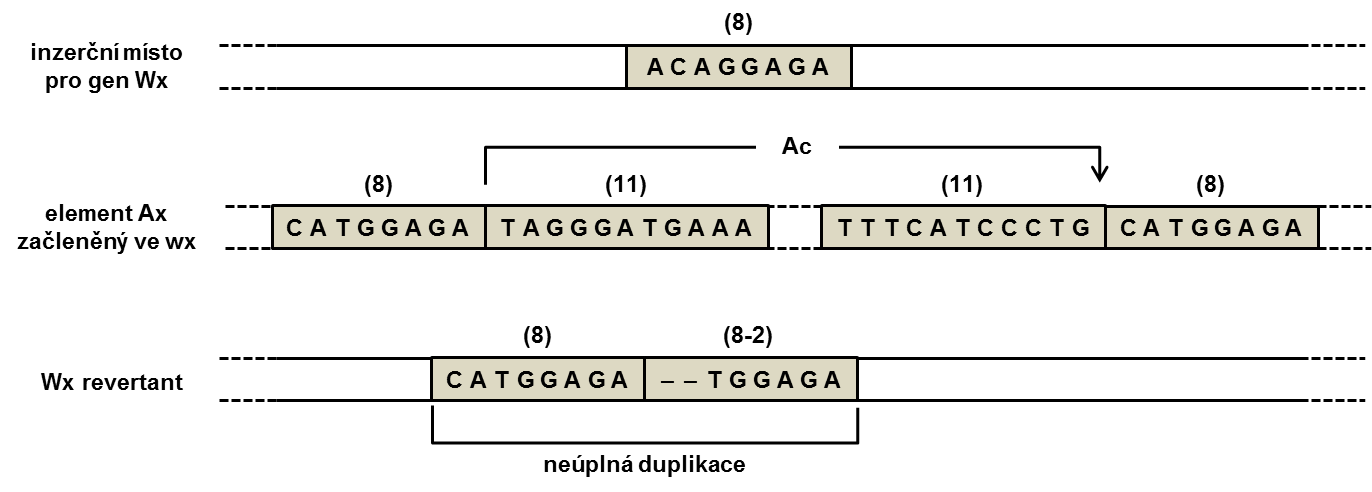 (8)
inzerční místo
pro gen Wx
A C A G G A G A
Ac
(8)
(11)
(11)
(8)
element Ax
začleněný ve wx
C A T G G A G A
T A G G G A T G A A A
T T T C A T C C C T G
C A T G G A G A
(8)
(8-2)
Wx revertant
C A T G G A G A
– – T G G A G A
neúplná duplikace